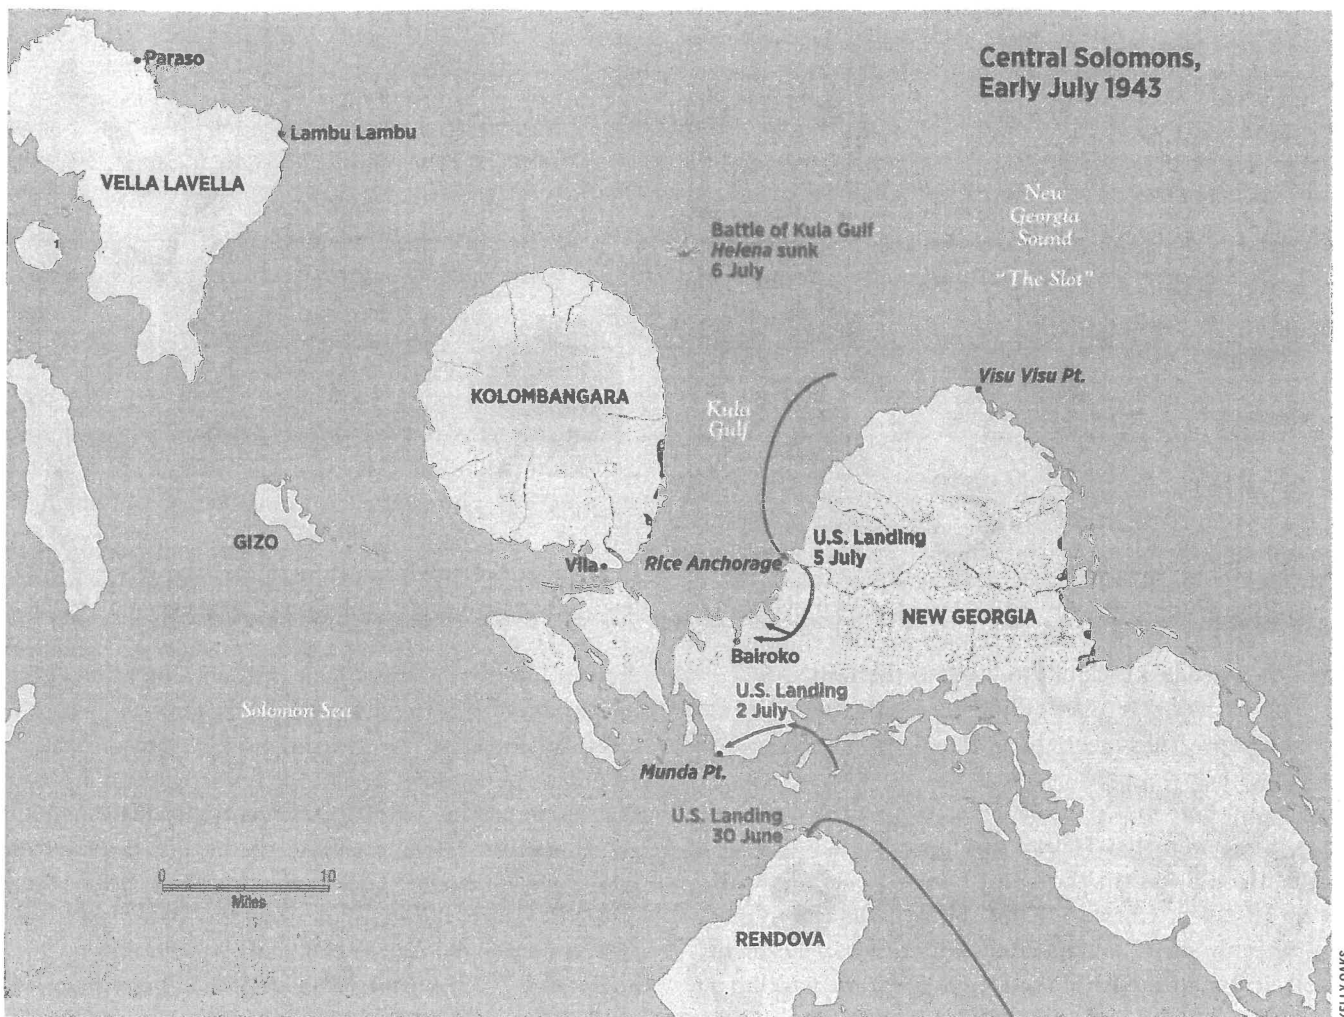 Central Solomons,
Early July 1943
Paraso
Lambu Lambu
VELLA LAVELLA
New
Georgia
Sound
"The Slot"
Battle of Kula Gulf
Helena sunk
6 July
KOLOMBANGARA
Visu Visu Pt.
Kula
Gulf
GIZO
U.S. Landing
5 July
Vila
Rice Anchorage
NEW GEORGIA
Bairoko
U.S. Landing
2 July
Solomon Sea
Munda Pt.
U.S. Landing
30 June
0 10
Miles
RENDOVA
KELLY OAKS